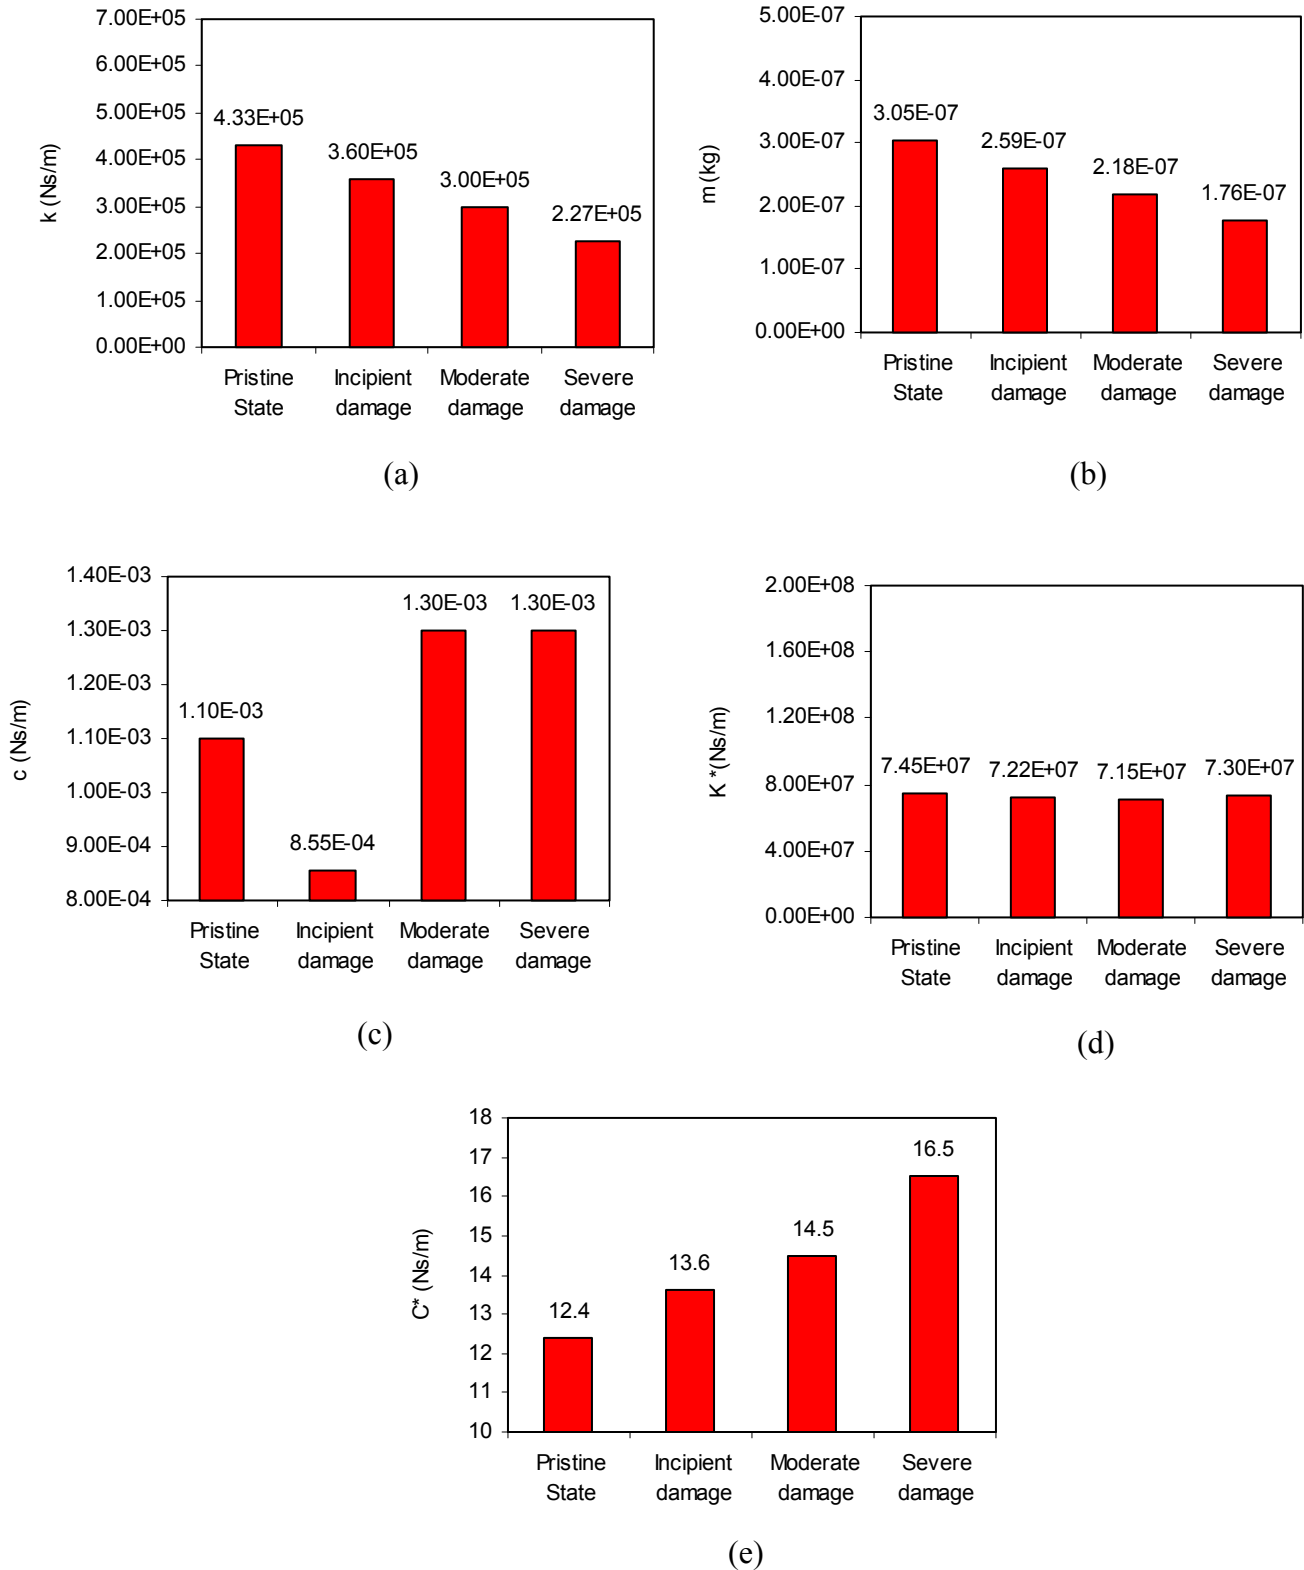 7.00E+05
6.00E+05
5.00E+05
4.00E+05
3.00E+05
2.00E+05
1.00E+05
0.00E+00
k (Ns/m)
4.33E+05
3.60E+05
3.00E+05
2.27E+05
Pristine State
Incipient damage
Moderate damage
Severe damage
(a)
5.00E-07
4.00E-07
3.00E-07
2.00E-07
1.00E-07
0.00E+00
m (kg)
3.05E-07
2.59E-07
2.18E-07
1.76E-07
Pristine State
Incipient damage
Moderate damage
Severe damage
(b)
1.40E-03
1.30E-03
1.20E-03
1.10E-03
1.00E-03
9.00E-04
8.00E-04
c (Ns/m)
1.10E-03
8.55E-04
1.30E-03
1.30E-03
Pristine State
Incipient damage
Moderate damage
Severe damage
(c)
2.00E+08
1.60E+08
1.20E+08
8.00E+07
4.00E+07
0.00E+00
K *(Ns/m)
7.45E+07
7.22E+07
7.15E+07
7.30E+07
Pristine State
Incipient damage
Moderate damage
Severe damage
(d)
18
17
16
15
14
13
12
11
10
C* (Ns/m)
12.4
13.6
14.5
16.5
Pristine State
Incipient damage
Moderate damage
Severe damage
(e)